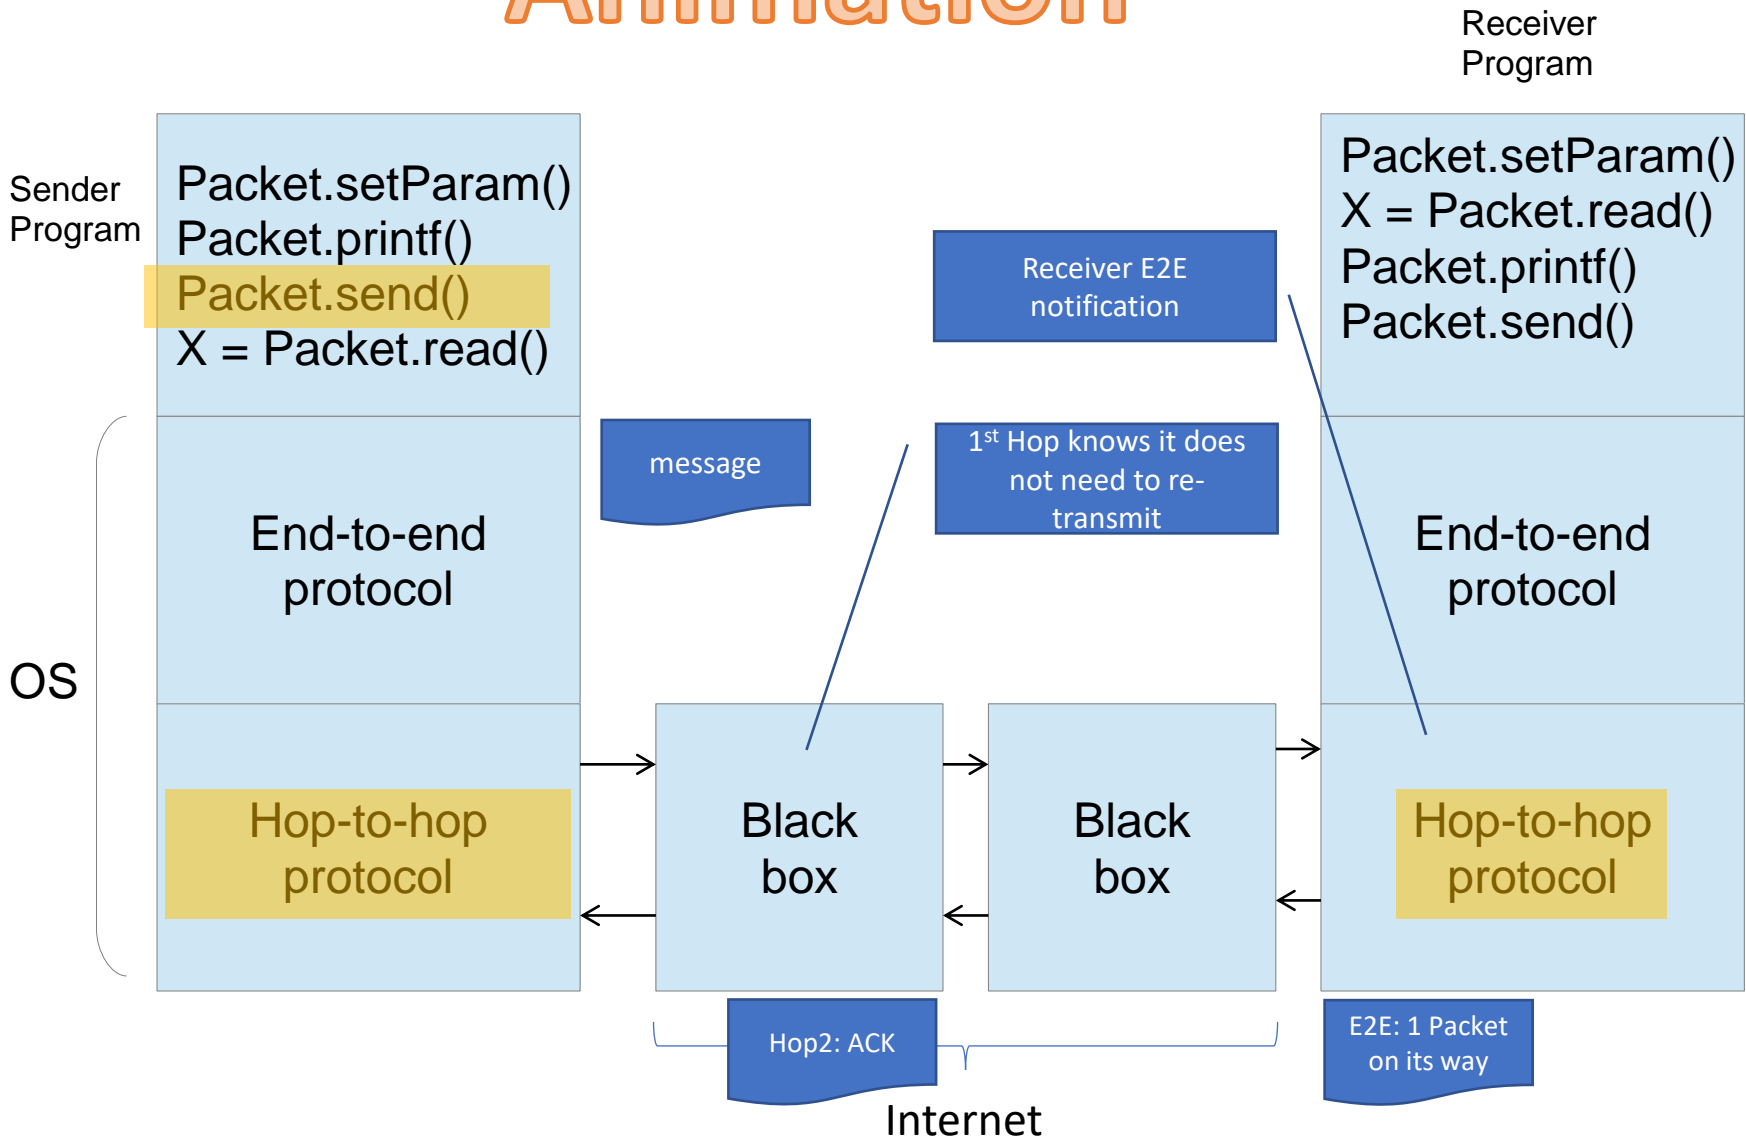 Animation
Receiver
Program
Sender
Program
Packet.setParam()
Packet.printf()
Packet.send()
X = Packet.read()
Receiver E2E
notification
Packet.setParam()
X = Packet.read()
Packet.printf()
Packet.send()
message
1st Hop knows it does
not need to re-
transmit
End-to-end
protocol
End-to-end
protocol
OS
Hop-to-hop
protocol
Black
box
Black
box
Hop-to-hop
protocol
Hop2: ACK
E2E: 1 Packet
on its way
Internet